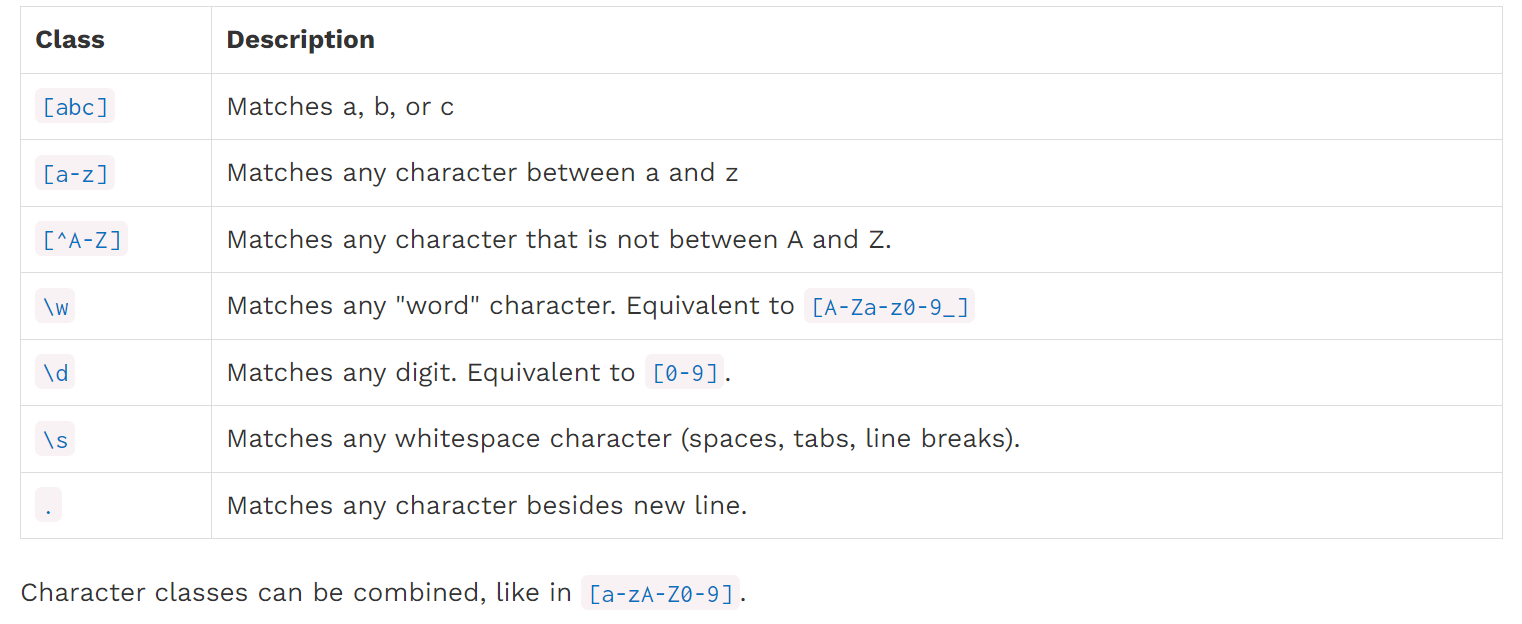 Class Description
[abc] Matches a, b, or c
[a-z] Matches any character between a and z
[^A-Z] Matches any character that is not between A and Z.
\w Matches any "word" character. Equivalent to [A-Za-z0-9_]
\d Matches any digit. Equivalent to [0-9].
\s Matches any whitespace character (spaces, tabs, line breaks).
. Matches any character besides new line.
Character classes can be combined, like in [a-zA-Z0-9].